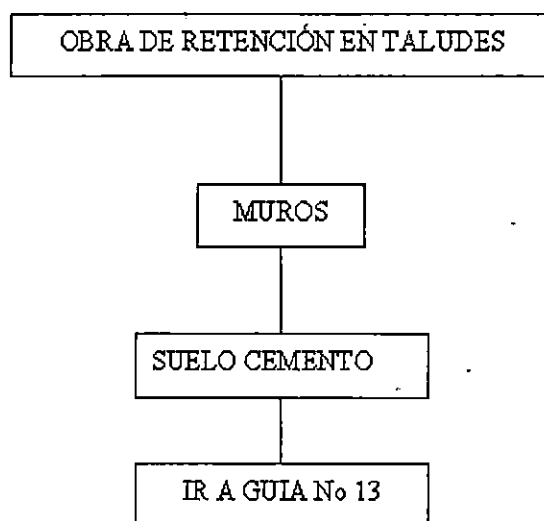 OBRA DE RETENCIÓN EN TALUDES
MUROS
SUELO CEMENTO
IR A GUIA No 13